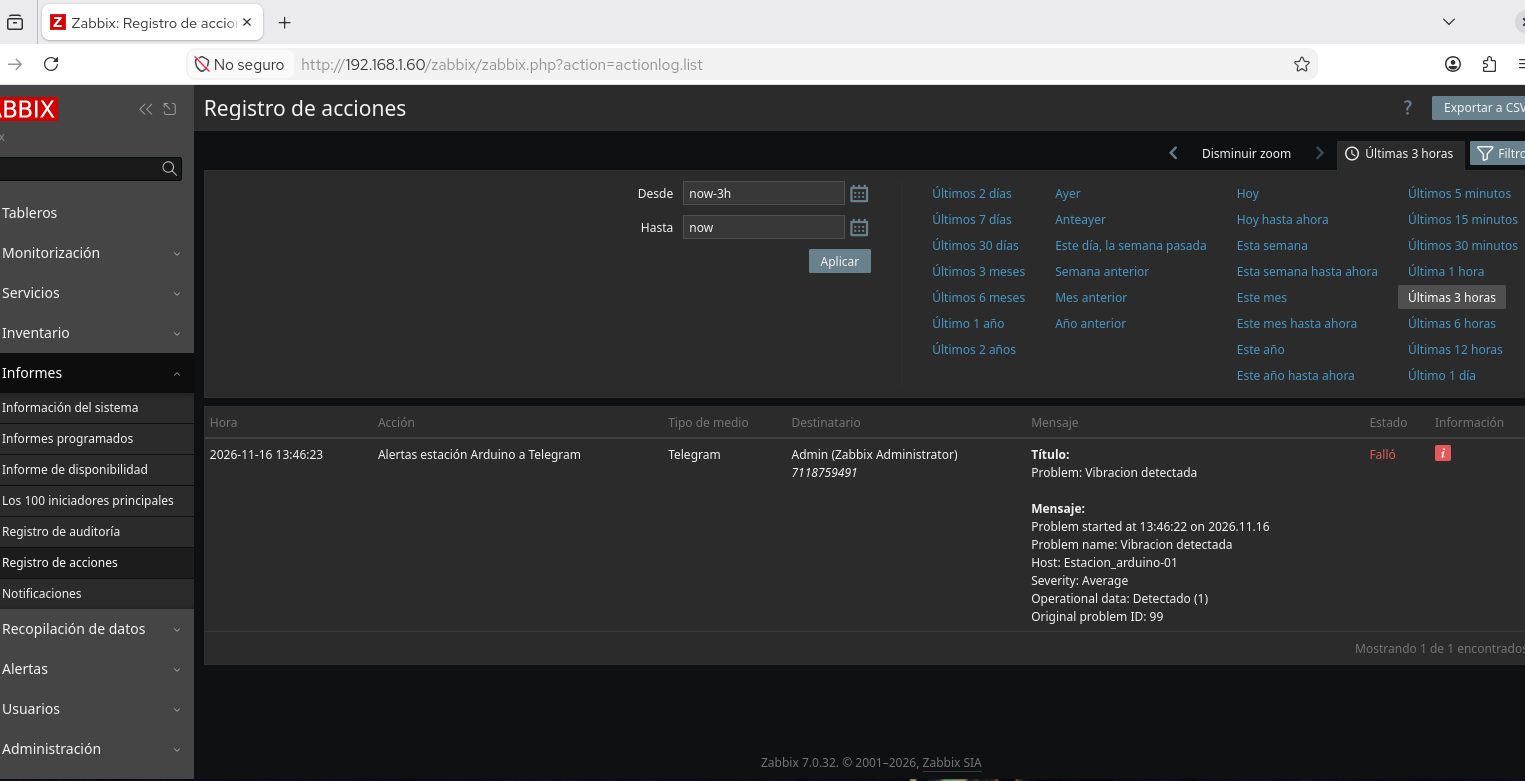 Zabbix: Registro de accio
No seguro
http://192.168.1.60/zabbix/zabbix.php?action=actionlog.list
ABBIX
x
Registro de acciones
?
Exportar a CSV
Dismuir zoom
Últimas 3 horas
Filtro
Desde
now-3h
Hasta
now
Aplicar
Últimos 2 días
Ayer
Hoy
Últimos 5 minutos
Últimos 7 días
Anteayer
Hoy hasta ahora
Últimos 15 minutos
Últimos 30 días
Este día, la semana pasada
Esta semana
Últimos 30 minutos
Últimos 3 meses
Semana anterior
Esta semana hasta ahora
Última 1 hora
Últimos 6 meses
Mes anterior
Este mes
Últimas 3 horas
Último 1 año
Año anterior
Este mes hasta ahora
Últimas 6 horas
Últimos 2 años
Este año
Últimas 12 horas
Este año hasta ahora
Último 1 día
Tableros
Monitorización
Servicios
Inventario
Informes
Información del sistema
Informes programados
Informe de disponibilidad
Los 100 iniciadores principales
Registro de auditoría
Registro de acciones
Notificaciones
Recopilación de datos
Alertas
Usuarios
Administración
Hora Acción Tipo de medio Destinatario Mensaje Estado Información
2026-11-16 13:46:23 Alertas estación Arduino a Telegram Telegram Admin (Zabbix Administrator) Título: Falló i
7118759491 Problem: Vibracion detectada
Mensaje:
Problem started at 13:46:22 on 2026.11.16
Problem name: Vibracion detectada
Host: Estacion_arduino-01
Severity: Average
Operational data: Detectado (1)
Original problem ID: 99
Mostrando 1 de 1 encontrados
Zabbix 7.0.32. © 2001–2026, Zabbix SIA